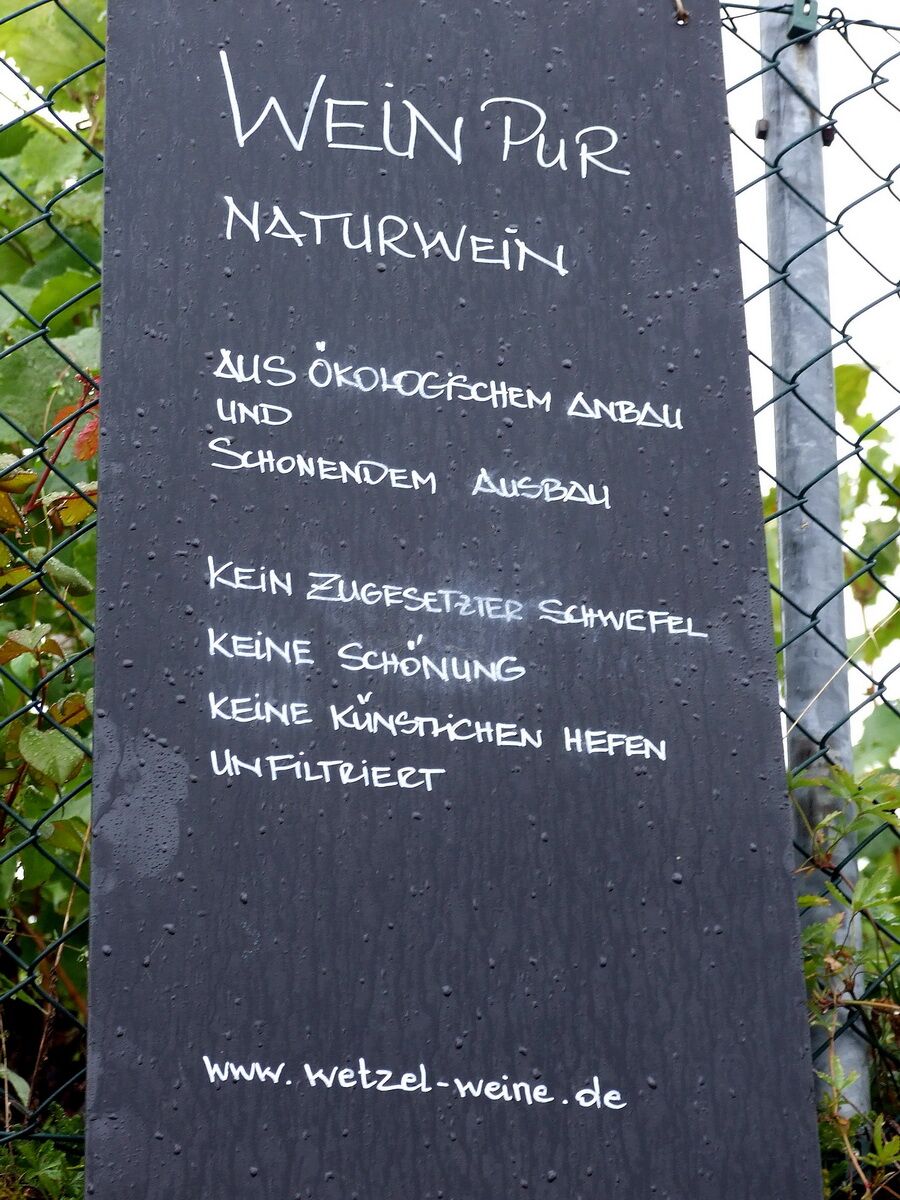 WEIN PUR
NATURWEIN
AUS ÖKOLOGISCHEM ANBAU
UND
SCHONENDEM AUSBAU
KEIN ZUGESETZTER SCHWEFEL
KEINE SCHÖNUNG
KEINE KÜNSTLICHEN HEFEN
UNFILTRIERT
www.wetzel-weine.de